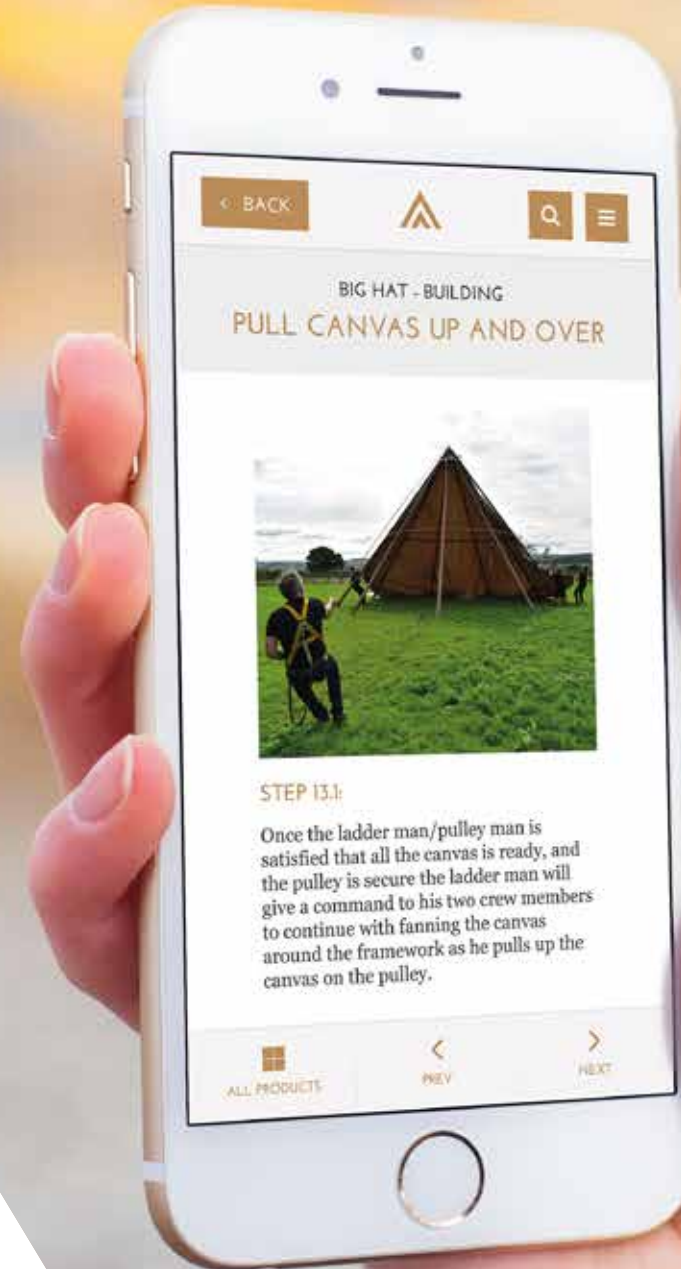 BACK
BIG HAT - BUILDING
PULL CANVAS UP AND OVER
STEP 13.1:
Once the ladder man/pulley man is
satisfied that all the canvas is ready, and
the pulley is secure the ladder man will
give a command to his two crew members
to continue with fanning the canvas
around the framework as he pulls up the
canvas on the pulley.
ALL PRODUCTS
PREV
NEXT